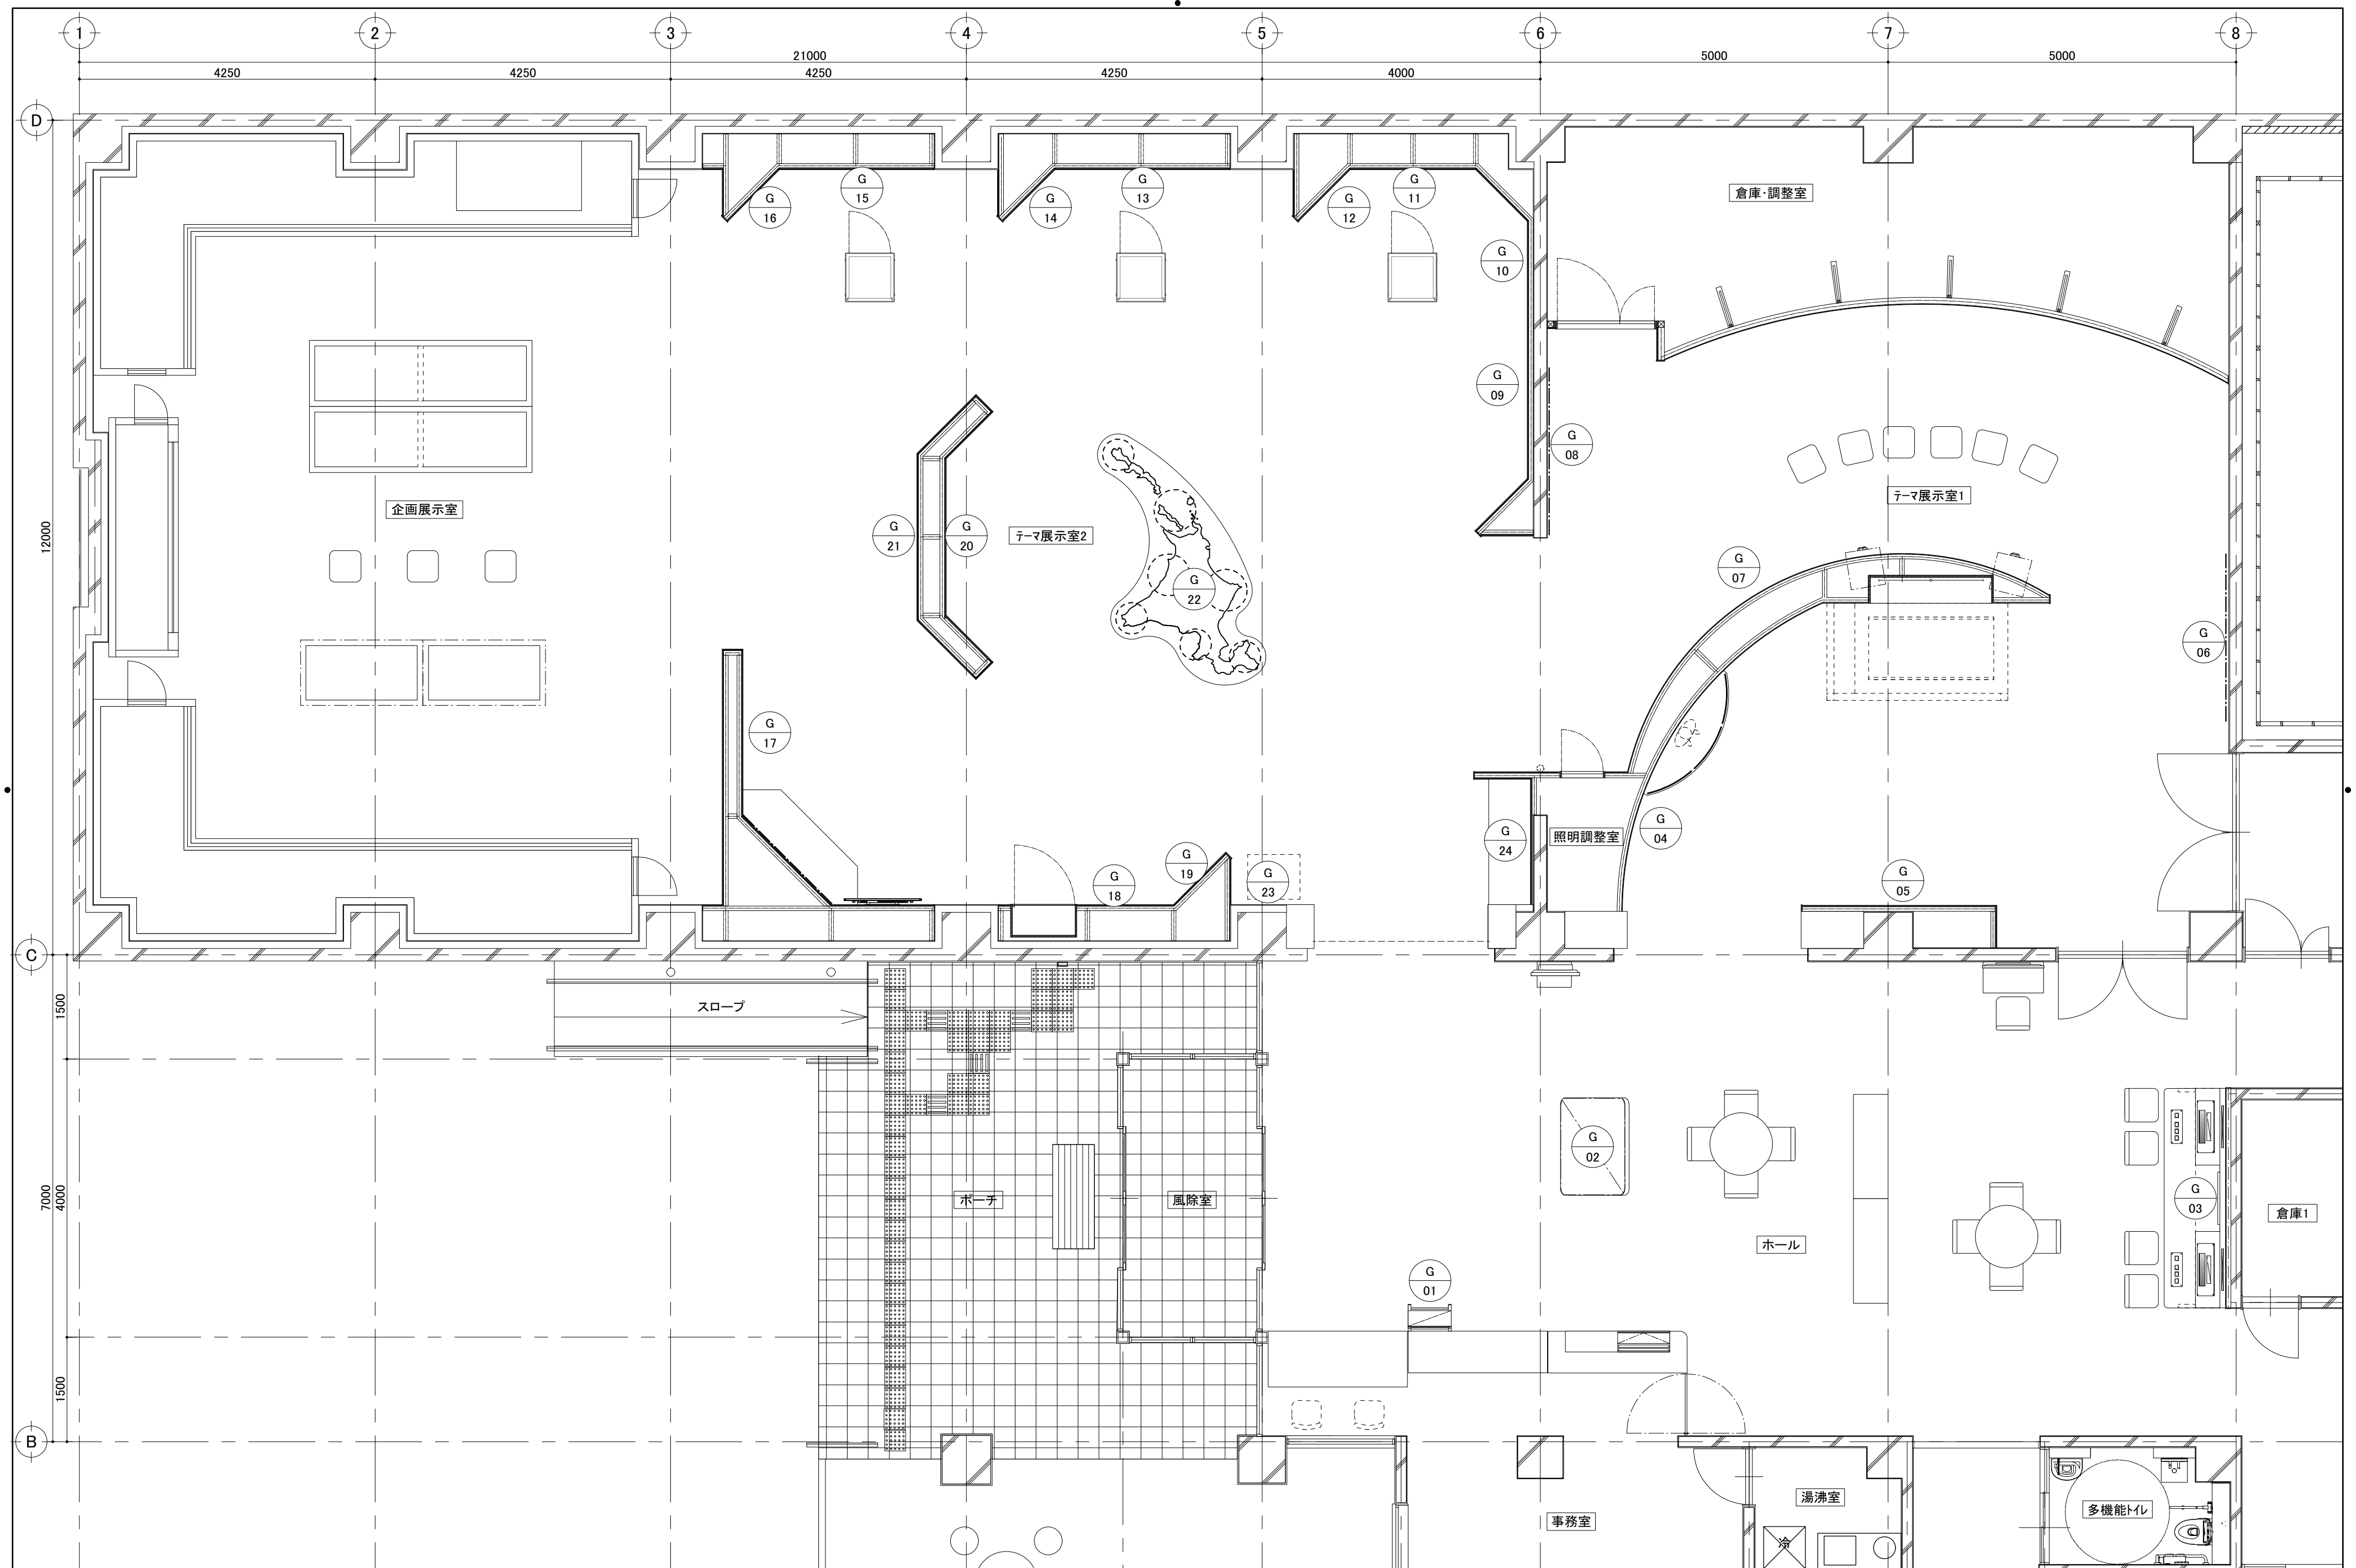 1
2
3
4
5
6
7
8
21000
5000
5000
4250
4250
4250
4250
4000
D
G
15
G
13
G
11
G
16
G
14
G
12
倉庫・調整室
G
10
G
09
G
08
12000
企画展示室
テーマ展示室1
G
21
G
20
テーマ展示室2
G
07
G
22
G
06
G
17
G
24
照明調整室
G
04
G
19
G
18
G
23
G
05
C
1500
スロープ
7000
4000
ポーチ
風除室
G
02
G
03
倉庫1
ホール
G
01
1500
B
湯沸室
多機能トイレ
事務室
冷